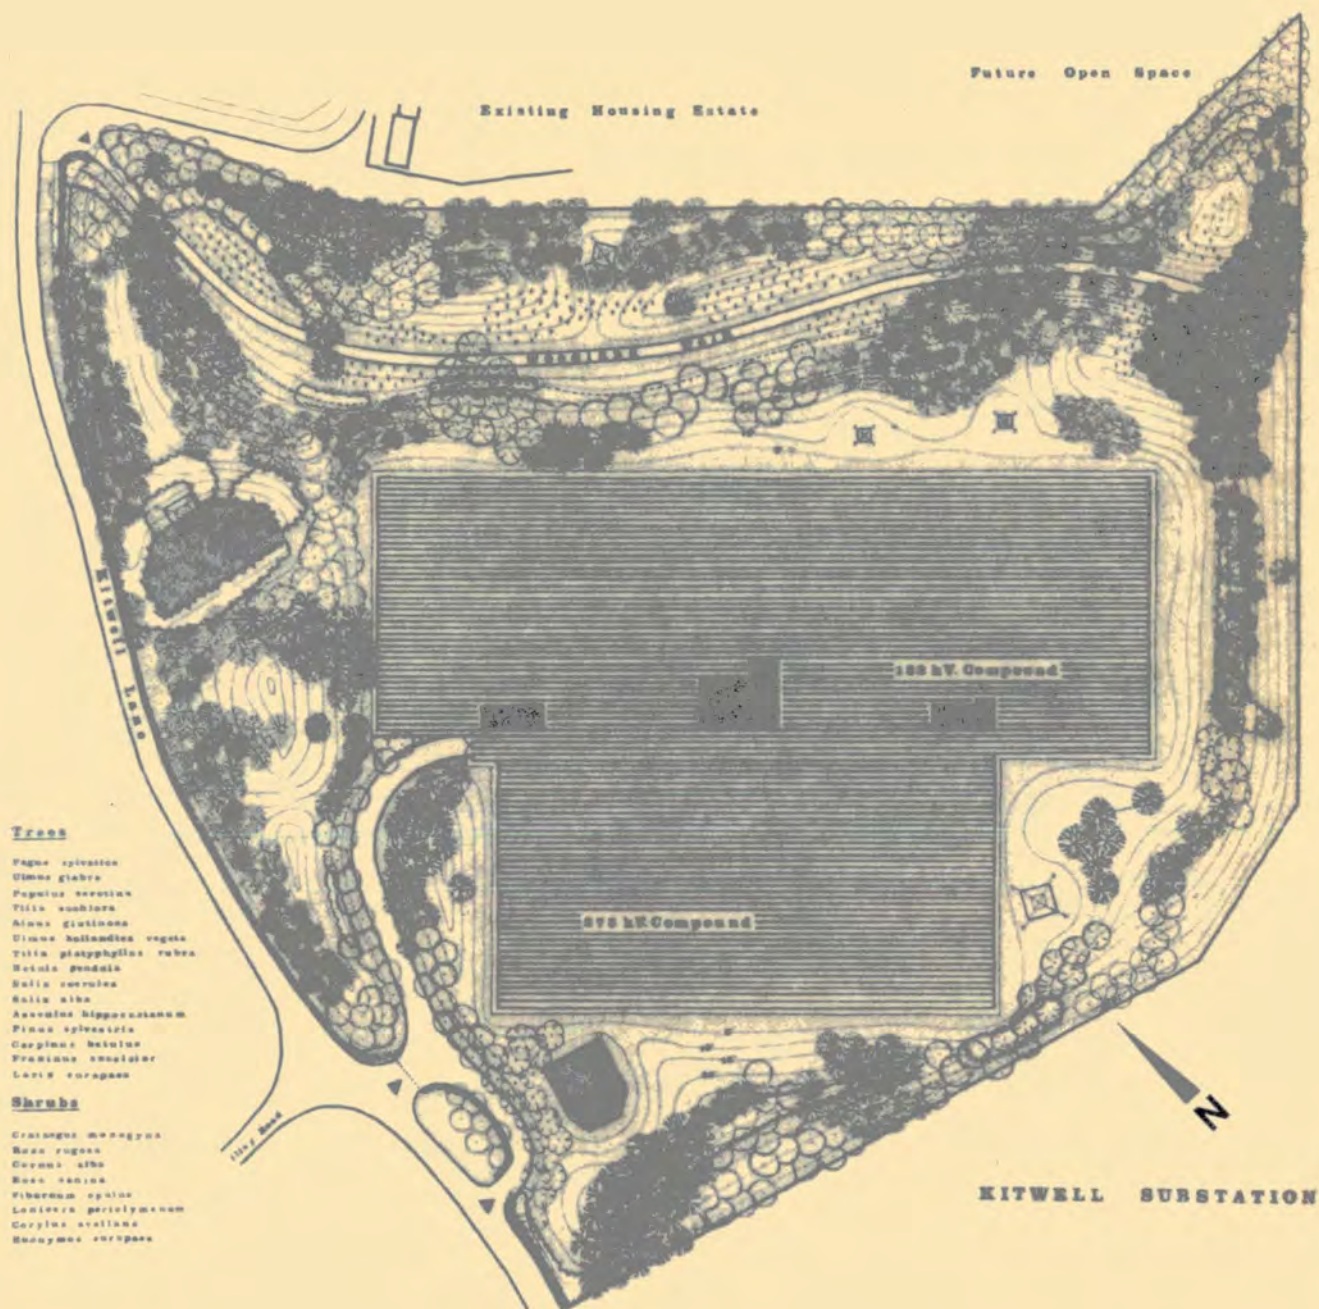 Future Open Space
Existing Housing Estate
Kitwell Lane
132 kV. Compound
275 kV. Compound
Trees
Fagus sylvatica
Ulmus glabra
Populus serotina
Tilia euchlora
Alnus glutinosa
Ulmus hollandica vegeta
Tilia platyphyllos rubra
Betula pendula
Salix coerulea
Salix alba
Aesculus hippocastanum
Pinus sylvestris
Carpinus betulus
Fraxinus excelsior
Larix europaea
Shrubs
Crataegus monogyna
Rosa rugosa
Cornus alba
Rosa canina
Viburnum opulus
Lonicera periclymenum
Corylus avellana
Euonymus europaea
Road
N
KITWELL SUBSTATION